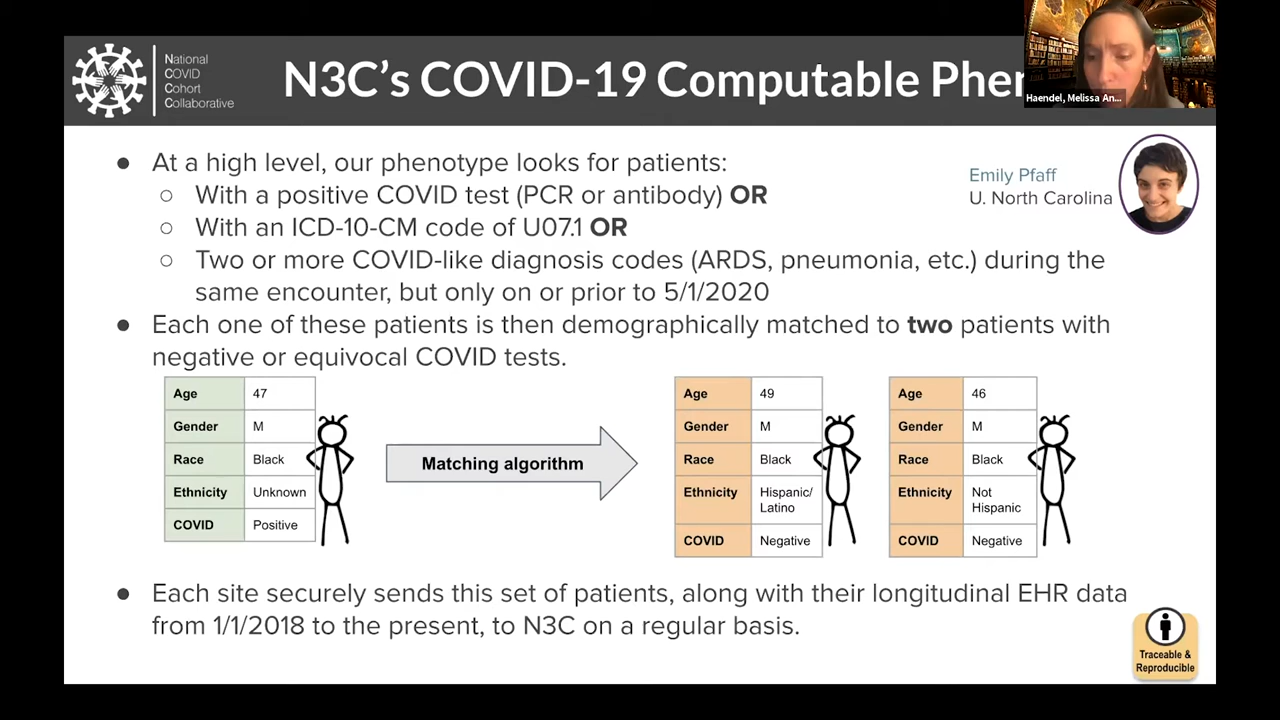 National
COVID
Cohort
Collaborative
N3C's COVID-19 Computable Phen
Haendel, Melissa An...
● At a high level, our phenotype looks for patients:
○ With a positive COVID test (PCR or antibody) OR
○ With an ICD-10-CM code of U07.1 OR
○ Two or more COVID-like diagnosis codes (ARDS, pneumonia, etc.) during the
same encounter, but only on or prior to 5/1/2020
Emily Pfaff
U. North Carolina
● Each one of these patients is then demographically matched to two patients with
negative or equivocal COVID tests.
Age 47
Gender M
Race Black
Ethnicity Unknown
COVID Positive
Matching algorithm
Age 49
Gender M
Race Black
Ethnicity Hispanic/
Latino
COVID Negative
Age 46
Gender M
Race Black
Ethnicity Not
Hispanic
COVID Negative
● Each site securely sends this set of patients, along with their longitudinal EHR data
from 1/1/2018 to the present, to N3C on a regular basis.
Traceable &
Reproducible